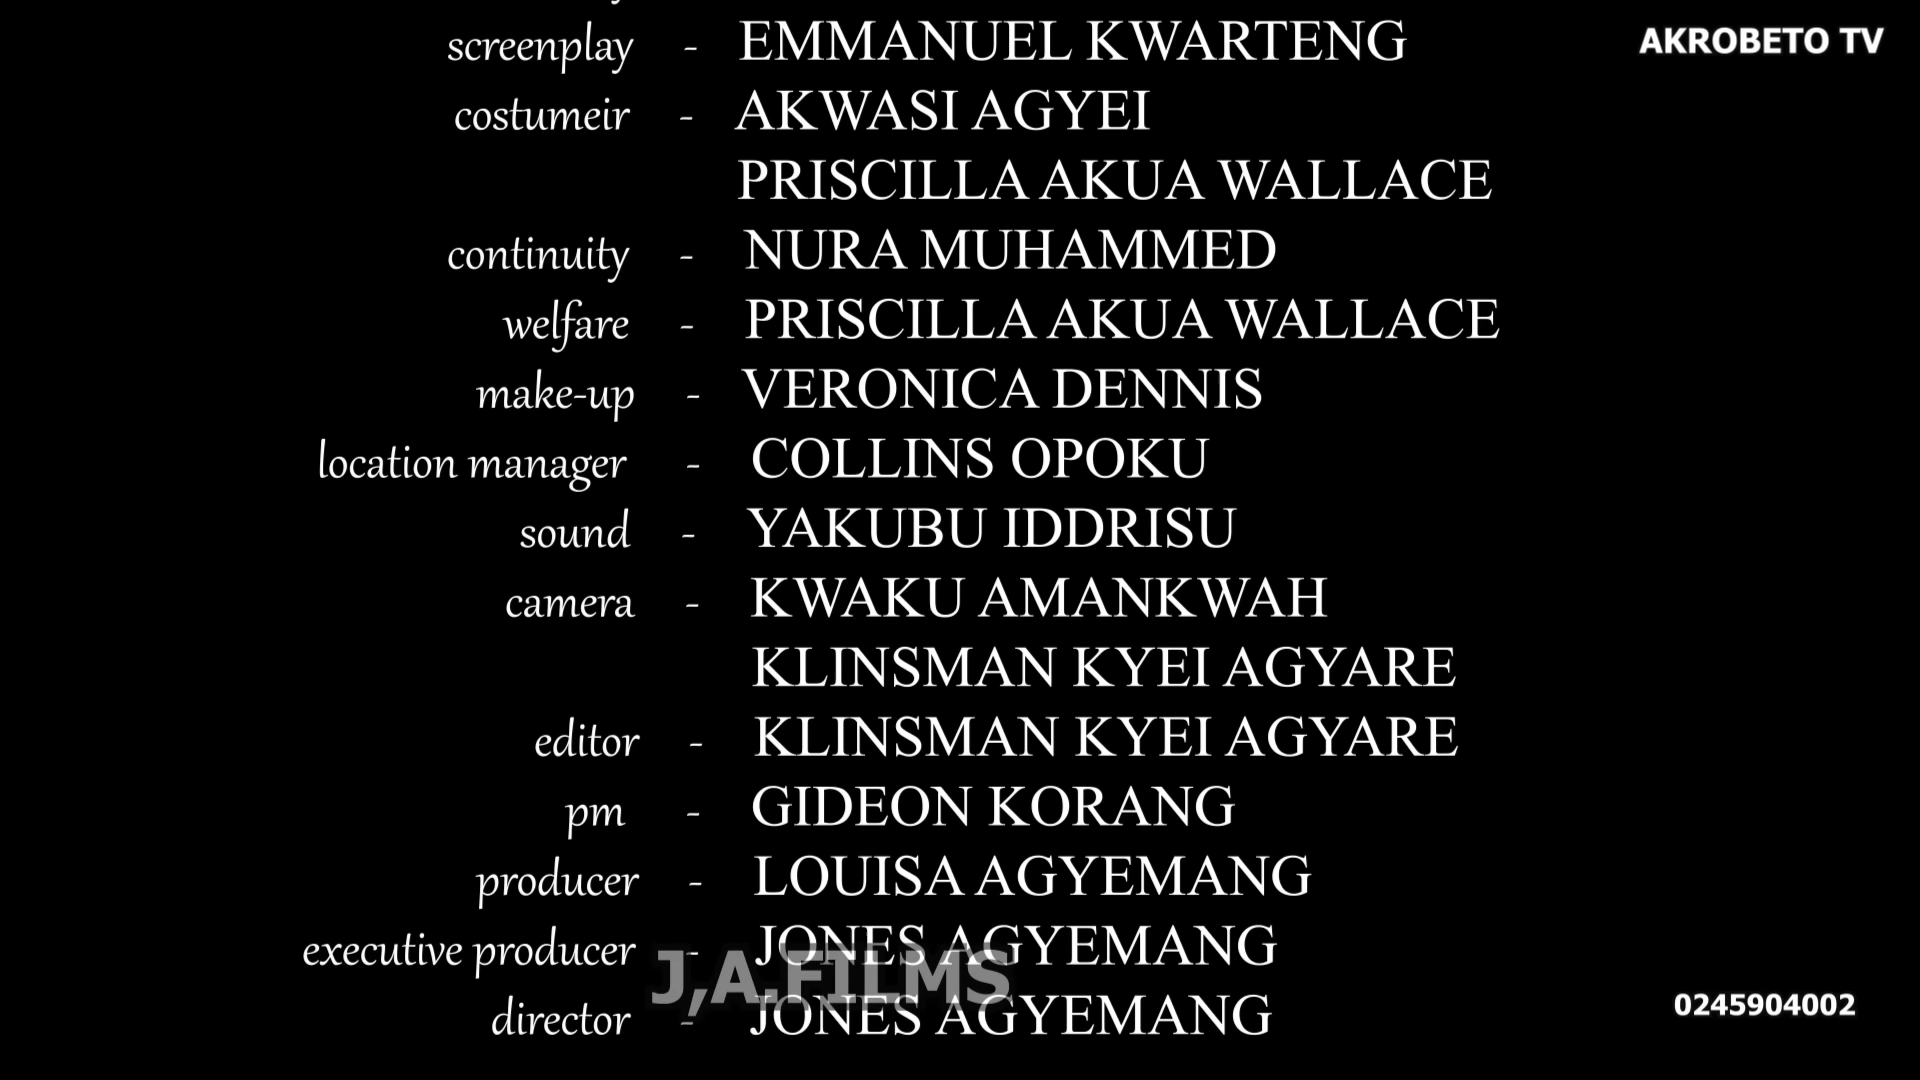 screenplay - EMMANUEL KWARTENG
AKROBETO TV
costumeir - AKWASI AGYEI
PRISCILLA AKUA WALLACE
continuity - NURA MUHAMMED
welfare - PRISCILLA AKUA WALLACE
make-up - VERONICA DENNIS
location manager - COLLINS OPOKU
sound - YAKUBU IDDRISU
camera - KWAKU AMANKWAH
KLINSMAN KYEI AGYARE
editor - KLINSMAN KYEI AGYARE
pm - GIDEON KORANG
producer - LOUISA AGYEMANG
executive producer - JONES AGYEMANG
J,A.FILMS
director - JONES AGYEMANG
0245904002